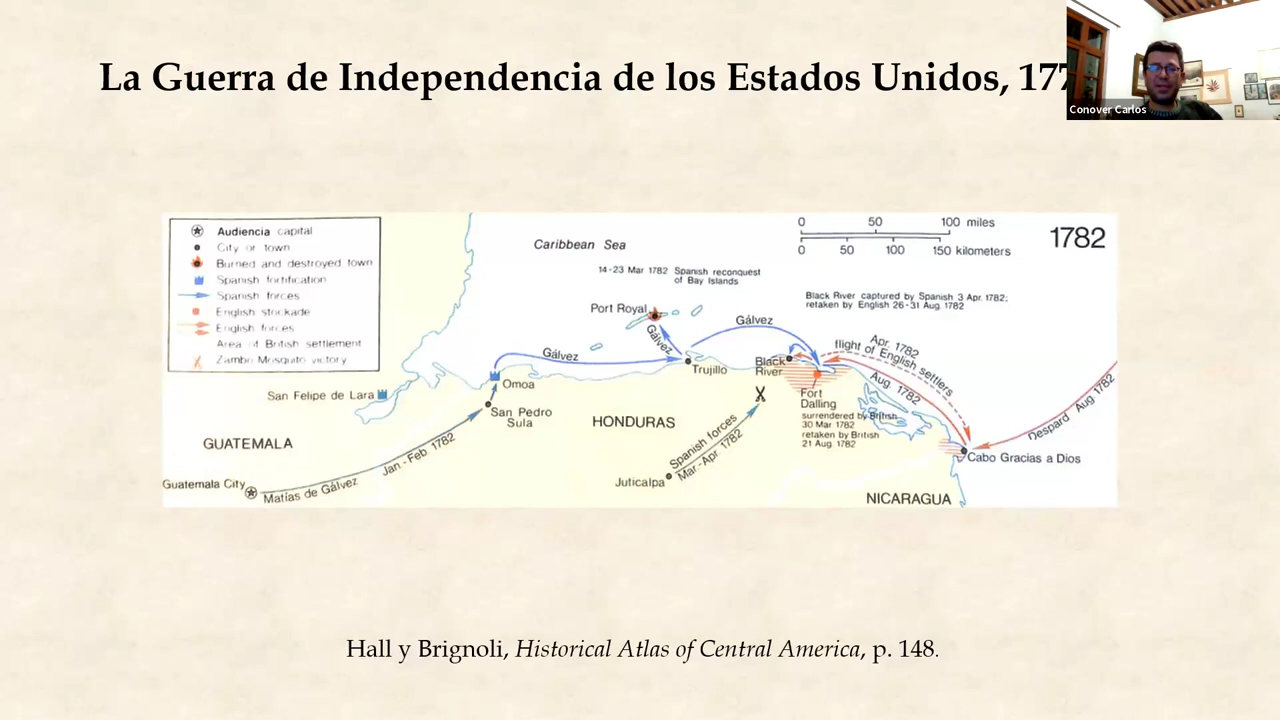 La Guerra de Independencia de los Estados Unidos, 177
Conover Carlos
Audiencia capital
City or town
Burned and destroyed town
Spanish fortification
Spanish forces
English stockade
English forces
Area of British settlement
Zambo Mosquito victory
Caribbean Sea
0 50 100 miles
0 50 100 150 kilometers
1782
14-23 Mar 1782 Spanish reconquest
of Bay Islands
Black River captured by Spanish 3 Apr. 1782;
retaken by English 26-31 Aug. 1782
Port Royal
Gálvez
Gálvez
Gálvez
Trujillo
Black
River
Apr. 1782
flight of English settlers
Aug. 1782
Despard Aug 1782
Fort
Dalling
surrendered by British
30 Mar 1782
retaken by British
21 Aug. 1782
Omoa
San Felipe de Lara
San Pedro
Sula
HONDURAS
GUATEMALA
Jan-Feb 1782
Matías de Gálvez
Guatemala City
Spanish forces
Mar-Apr. 1782
Juticalpa
Cabo Gracias a Dios
NICARAGUA
Hall y Brignoli, Historical Atlas of Central America, p. 148.